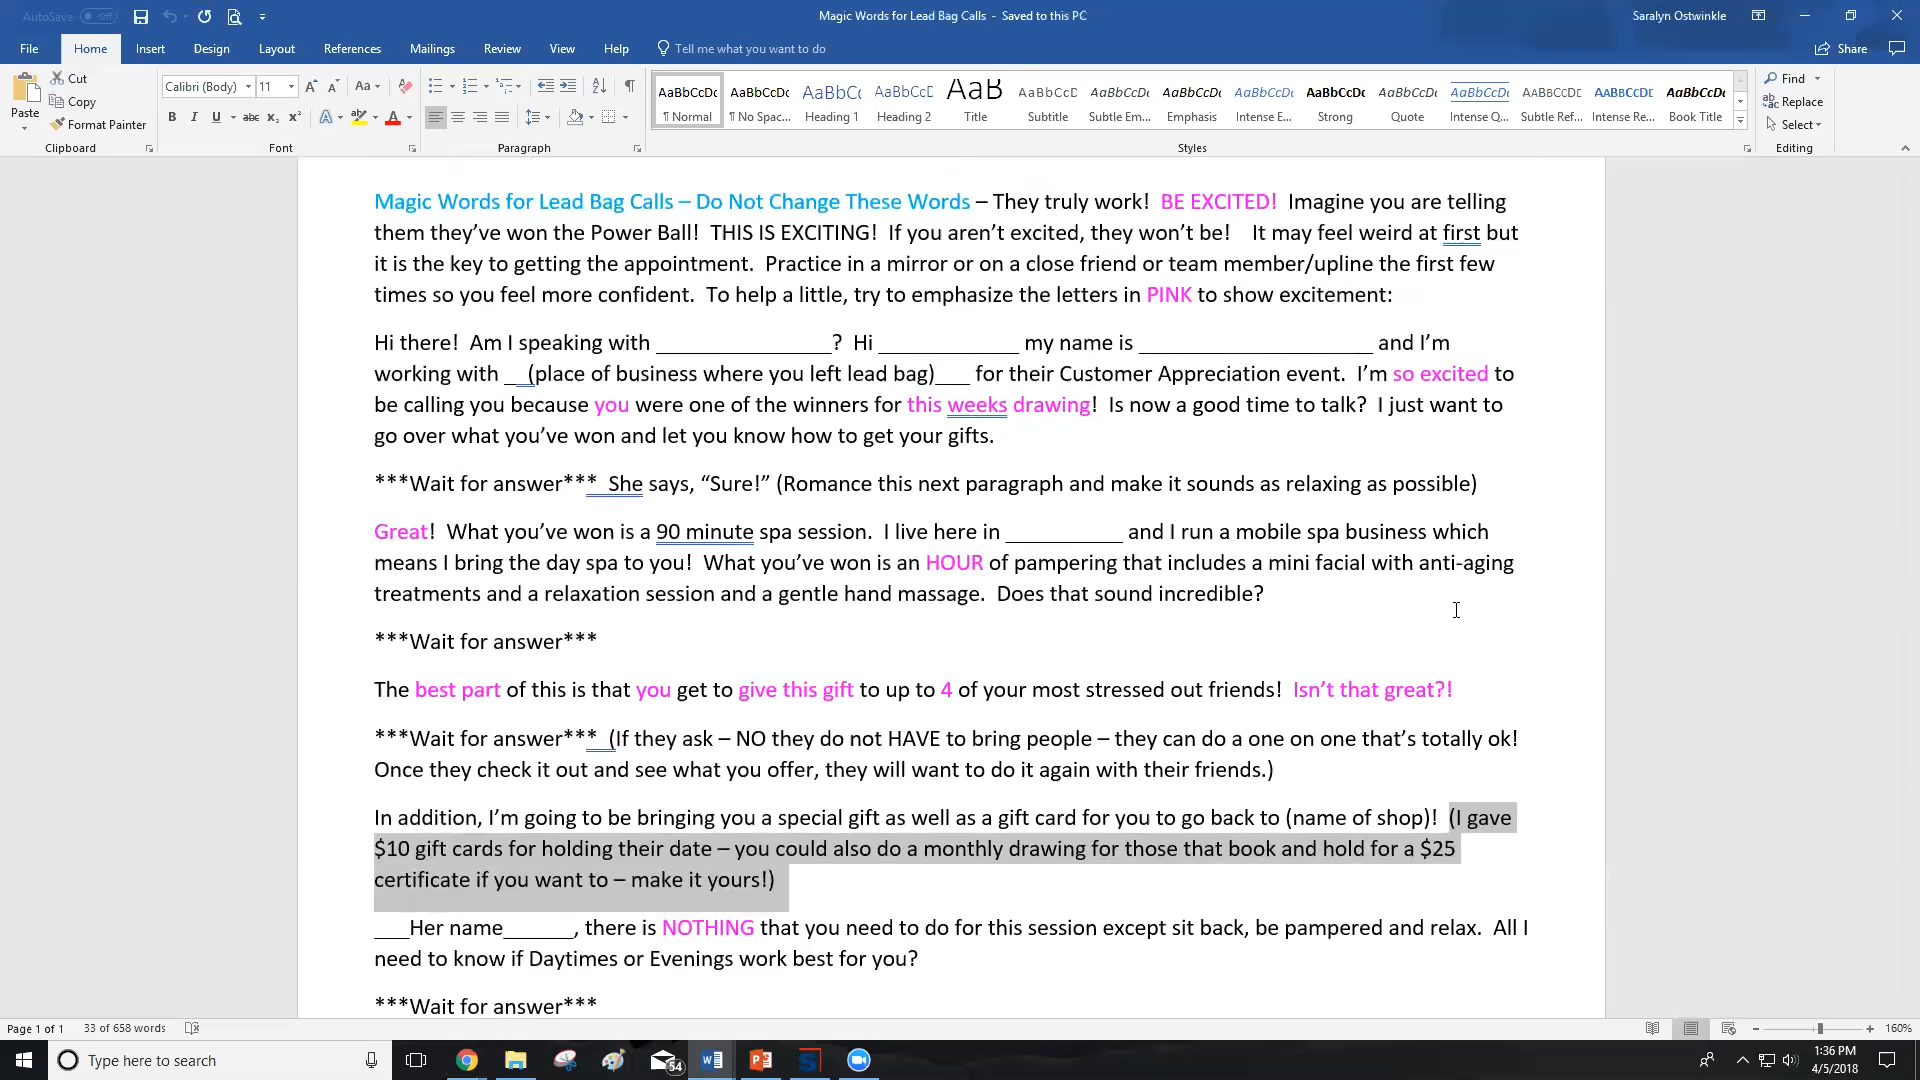 AutoSave Off
Magic Words for Lead Bag Calls - Saved to this PC
Saralyn Ostwinkle
File Home Insert Design Layout References Mailings Review View Help Tell me what you want to do
Share
Paste
Cut
Copy
Format Painter
Clipboard
Calibri (Body) 11
Font
Paragraph
AaBbCcDc AaBbCcDc AaBbCc AaBbCcD AaB AaBbCcD AaBbCcDc AaBbCcDc AaBbCcDc AaBbCcDc AaBbCcDc AaBbCcDc AABBCCDD AABBCCDD AaBbCcDc
¶ Normal ¶ No Spac... Heading 1 Heading 2 Title Subtitle Subtle Em... Emphasis Intense E... Strong Quote Intense Q... Subtle Ref... Intense Re... Book Title
Styles
Find
Replace
Select
Editing
Magic Words for Lead Bag Calls – Do Not Change These Words – They truly work! BE EXCITED! Imagine you are telling
them they've won the Power Ball! THIS IS EXCITING! If you aren't excited, they won't be! It may feel weird at first but
it is the key to getting the appointment. Practice in a mirror or on a close friend or team member/upline the first few
times so you feel more confident. To help a little, try to emphasize the letters in PINK to show excitement:
Hi there! Am I speaking with _______________? Hi ____________ my name is ____________________ and I'm
working with __(place of business where you left lead bag)___ for their Customer Appreciation event. I'm so excited to
be calling you because you were one of the winners for this weeks drawing! Is now a good time to talk? I just want to
go over what you've won and let you know how to get your gifts.
***Wait for answer*** She says, "Sure!" (Romance this next paragraph and make it sounds as relaxing as possible)
Great! What you've won is a 90 minute spa session. I live here in __________ and I run a mobile spa business which
means I bring the day spa to you! What you've won is an HOUR of pampering that includes a mini facial with anti-aging
treatments and a relaxation session and a gentle hand massage. Does that sound incredible?
***Wait for answer***
The best part of this is that you get to give this gift to up to 4 of your most stressed out friends! Isn't that great?!
***Wait for answer*** (If they ask – NO they do not HAVE to bring people – they can do a one on one that's totally ok!
Once they check it out and see what you offer, they will want to do it again with their friends.)
In addition, I'm going to be bringing you a special gift as well as a gift card for you to go back to (name of shop)! (I gave
$10 gift cards for holding their date – you could also do a monthly drawing for those that book and hold for a $25
certificate if you want to – make it yours!)
___Her name______, there is NOTHING that you need to do for this session except sit back, be pampered and relax. All I
need to know if Daytimes or Evenings work best for you?
***Wait for answer***
Page 1 of 1 33 of 658 words
160%
Type here to search
54
1:36 PM
4/5/2018